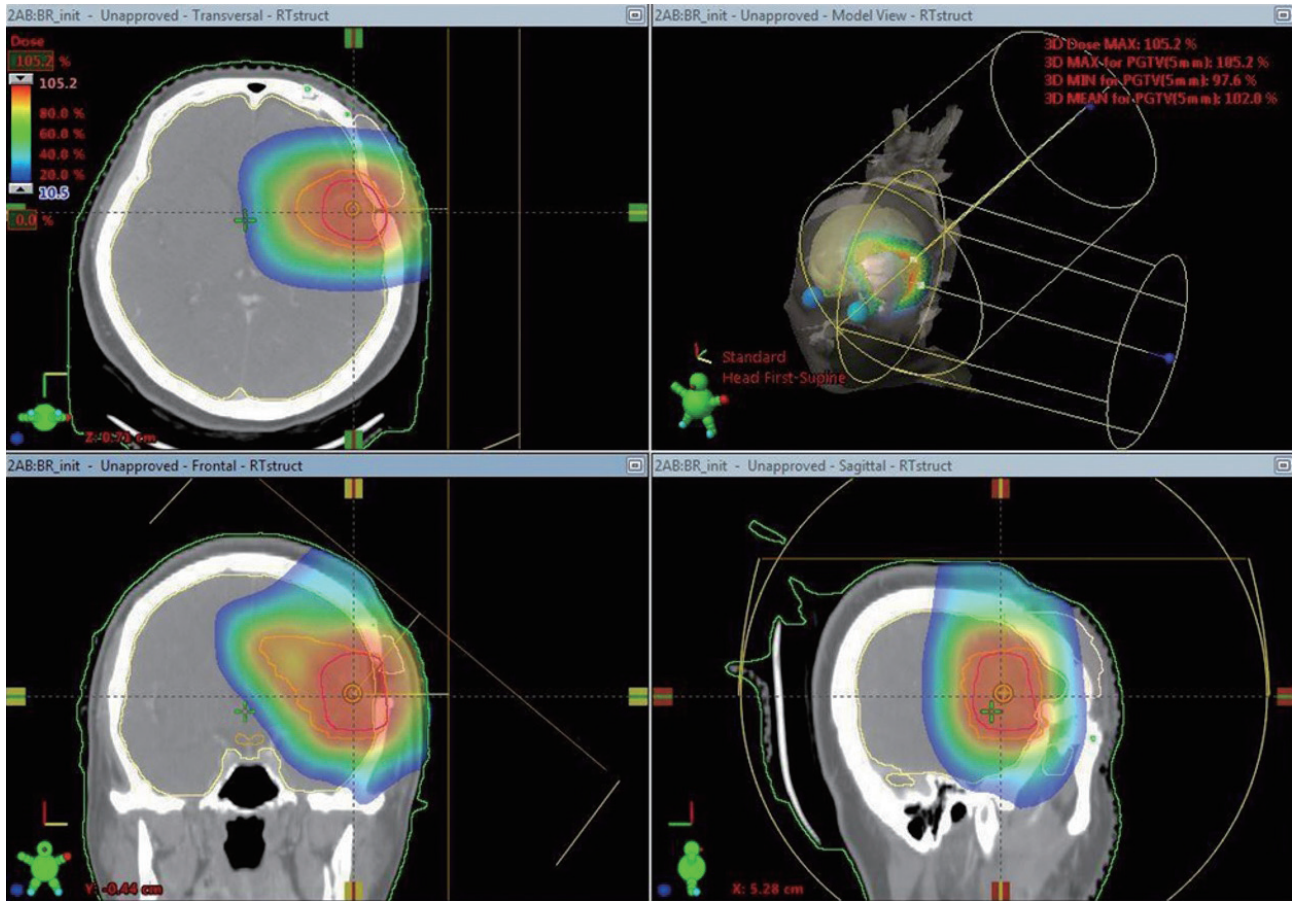 2AB:BR_init - Unapproved - Transversal - RTstruct
Dose
105.2 %
105.2
80.0 %
60.0 %
40.0 %
20.0 %
10.5
0.0 %
Z: 0.71 cm
2AB:BR_init - Unapproved - Model View - RTstruct
3D Dose MAX: 105.2 %
3D MAX for PGTV(5mm): 105.2 %
3D MIN for PGTV(5mm): 97.6 %
3D MEAN for PGTV(5mm): 102.0 %
Standard
Head First-Supine
2AB:BR_init - Unapproved - Frontal - RTstruct
Y: -0.44 cm
2AB:BR_init - Unapproved - Sagittal - RTstruct
X: 5.28 cm